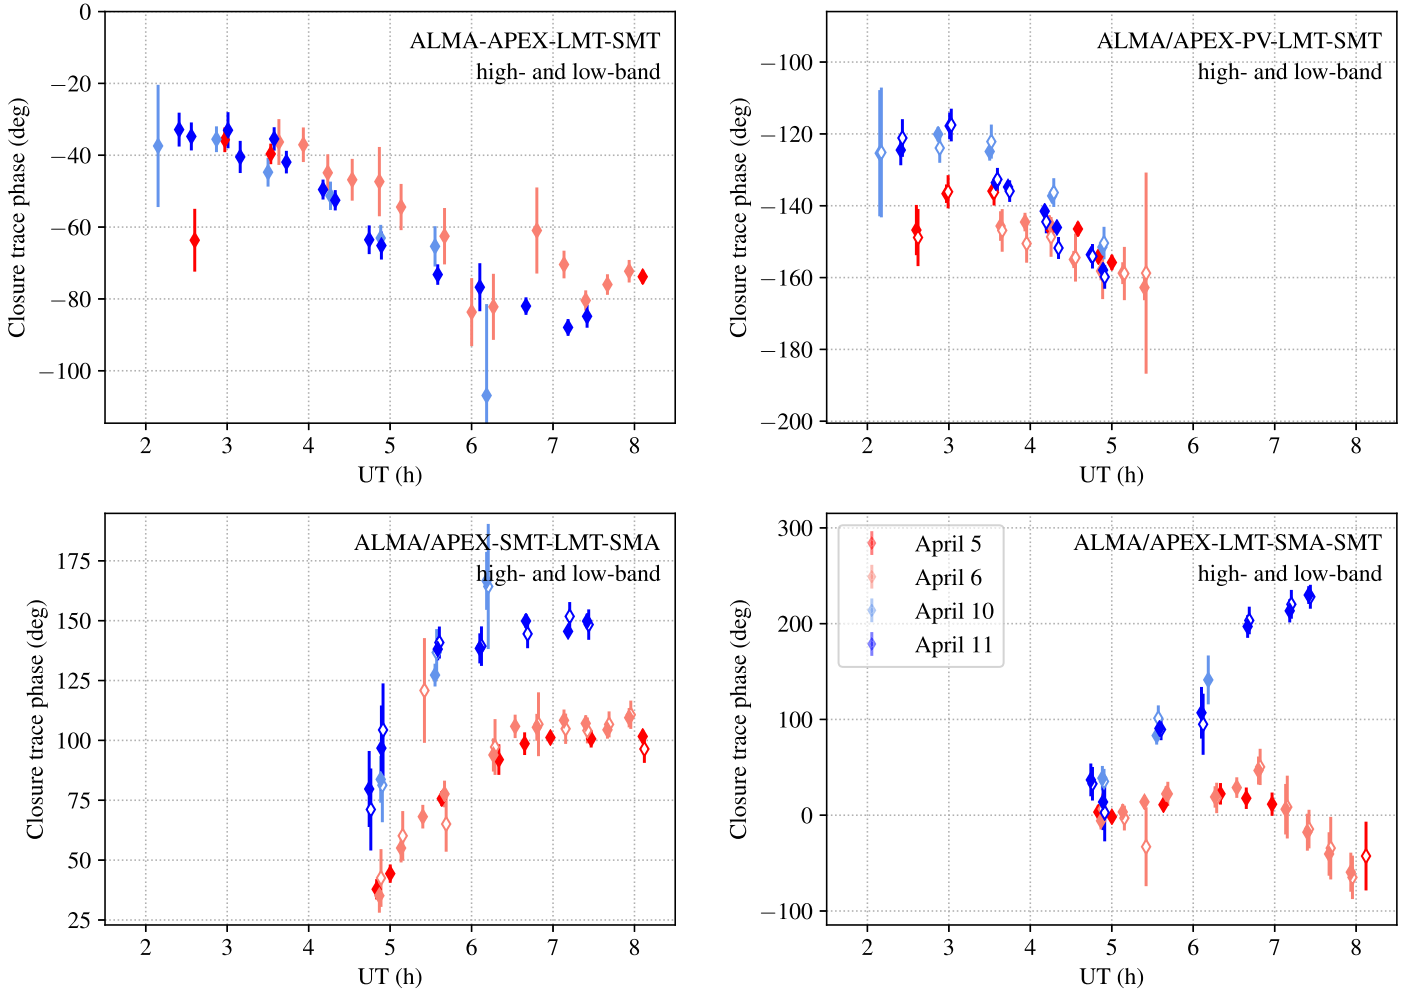 ALMA-APEX-LMT-SMT
high- and low-band
Closure trace phase (deg)
0
−20
−40
−60
−80
−100
2 3 4 5 6 7 8
UT (h)
ALMA/APEX-PV-LMT-SMT
high- and low-band
Closure trace phase (deg)
−100
−120
−140
−160
−180
−200
2 3 4 5 6 7 8
UT (h)
ALMA/APEX-SMT-LMT-SMA
high- and low-band
Closure trace phase (deg)
175
150
125
100
75
50
25
2 3 4 5 6 7 8
UT (h)
ALMA/APEX-LMT-SMA-SMT
high- and low-band
April 5
April 6
April 10
April 11
Closure trace phase (deg)
300
200
100
0
−100
2 3 4 5 6 7 8
UT (h)